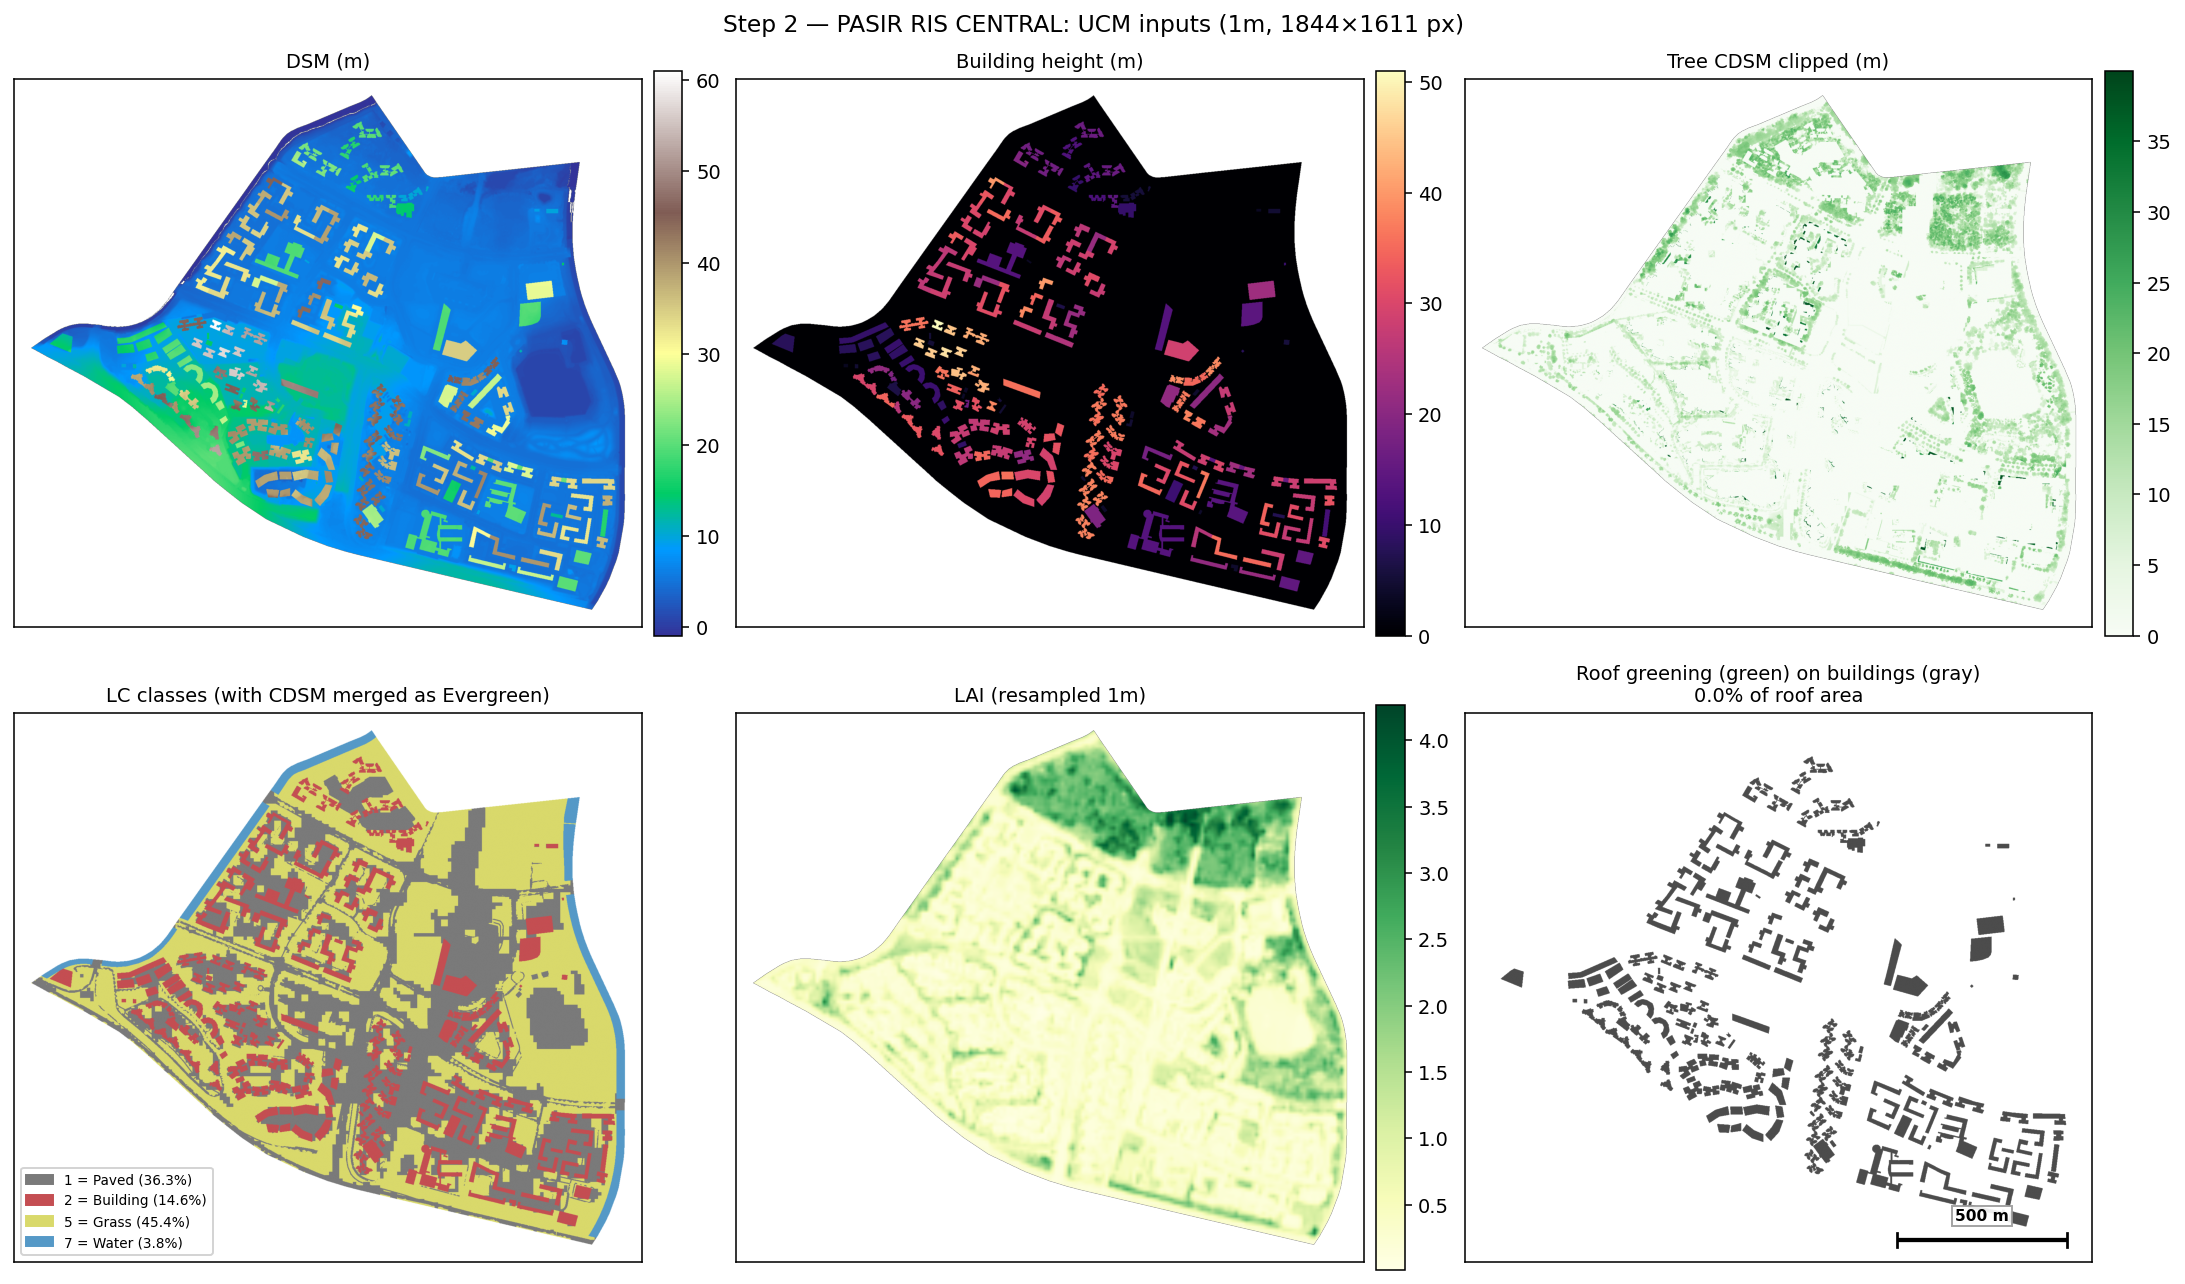 Step 2 — PASIR RIS CENTRAL: UCM inputs (1m, 1844×1611 px)
DSM (m)
60
50
40
30
20
10
0
Building height (m)
50
40
30
20
10
0
Tree CDSM clipped (m)
35
30
25
20
15
10
5
0
LC classes (with CDSM merged as Evergreen)
1 = Paved (36.3%)
2 = Building (14.6%)
5 = Grass (45.4%)
7 = Water (3.8%)
LAI (resampled 1m)
4.0
3.5
3.0
2.5
2.0
1.5
1.0
0.5
Roof greening (green) on buildings (gray)
0.0% of roof area
500 m